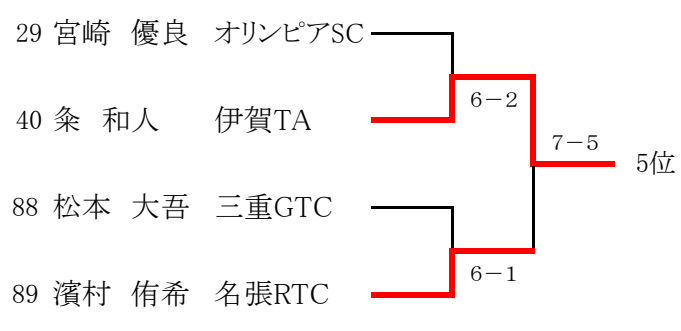 29 宮崎 優良 オリンピアSC
40 粂 和人 伊賀TA
６－２
７－５
5位
88 松本 大吾 三重GTC
89 濱村 侑希 名張RTC
６－１